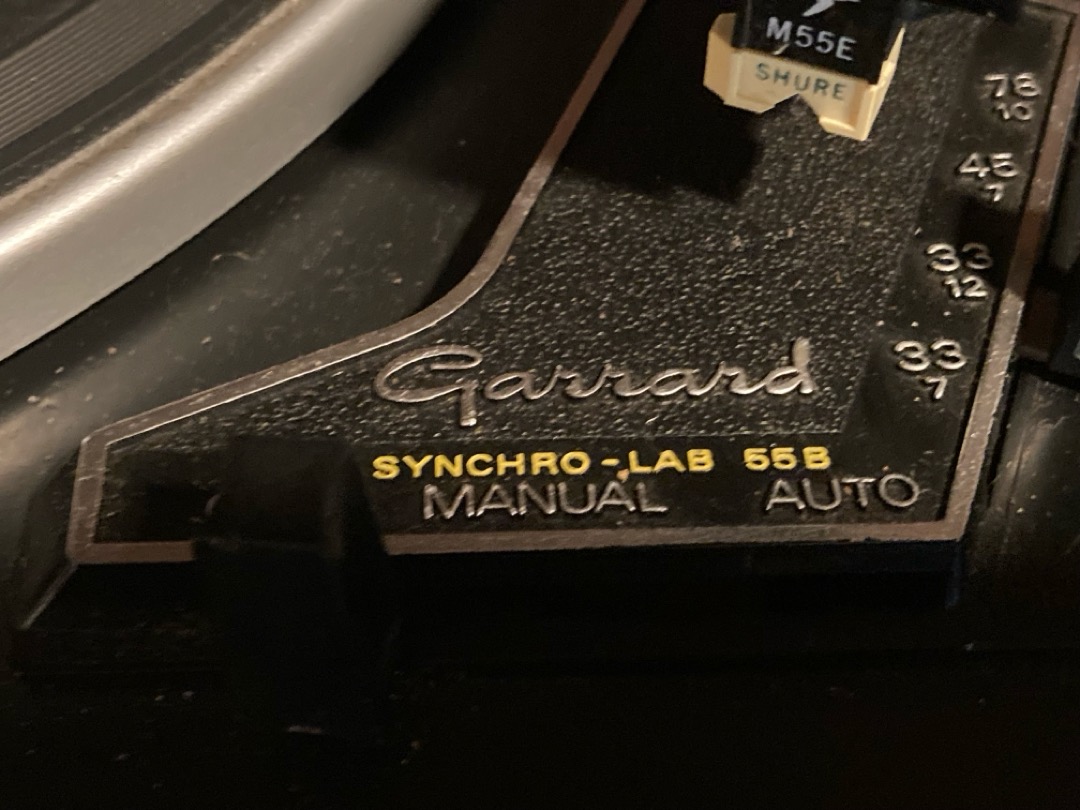 M55E
SHURE
78
10
45
7
33
12
33
7
Garrard
SYNCHRO-LAB 55B
MANUAL AUTO